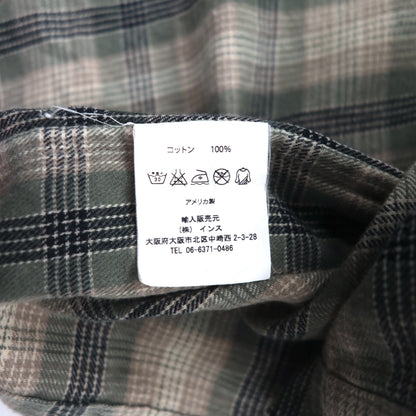 コットン 100%
30
アメリカ製
輸入販売元
(株) インス
大阪府大阪市北区中崎西2-3-28
TEL 06-6371-0486